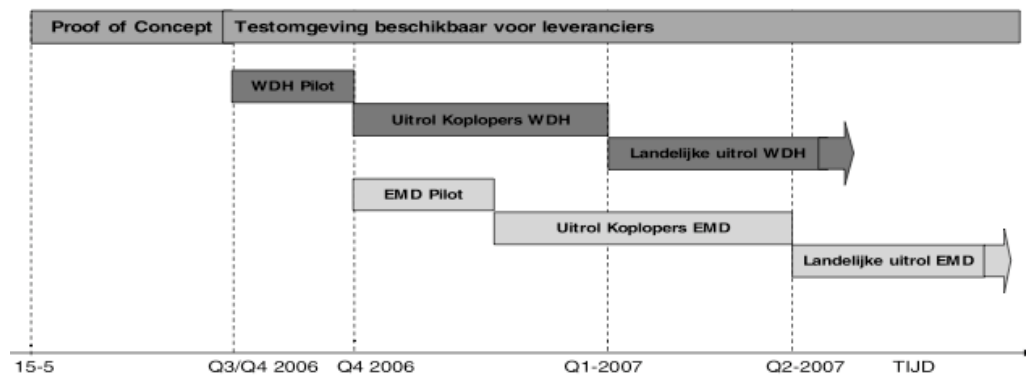 Proof of Concept Testomgeving beschikbaar voor leveranciers
WDH Pilot
Uitrol Koplopers WDH
Landelijke uitrol WDH
EMD Pilot
Uitrol Koplopers EMD
Landelijke uitrol EMD
15-5 Q3/Q4 2006 Q4 2006 Q1-2007 Q2-2007 TIJD